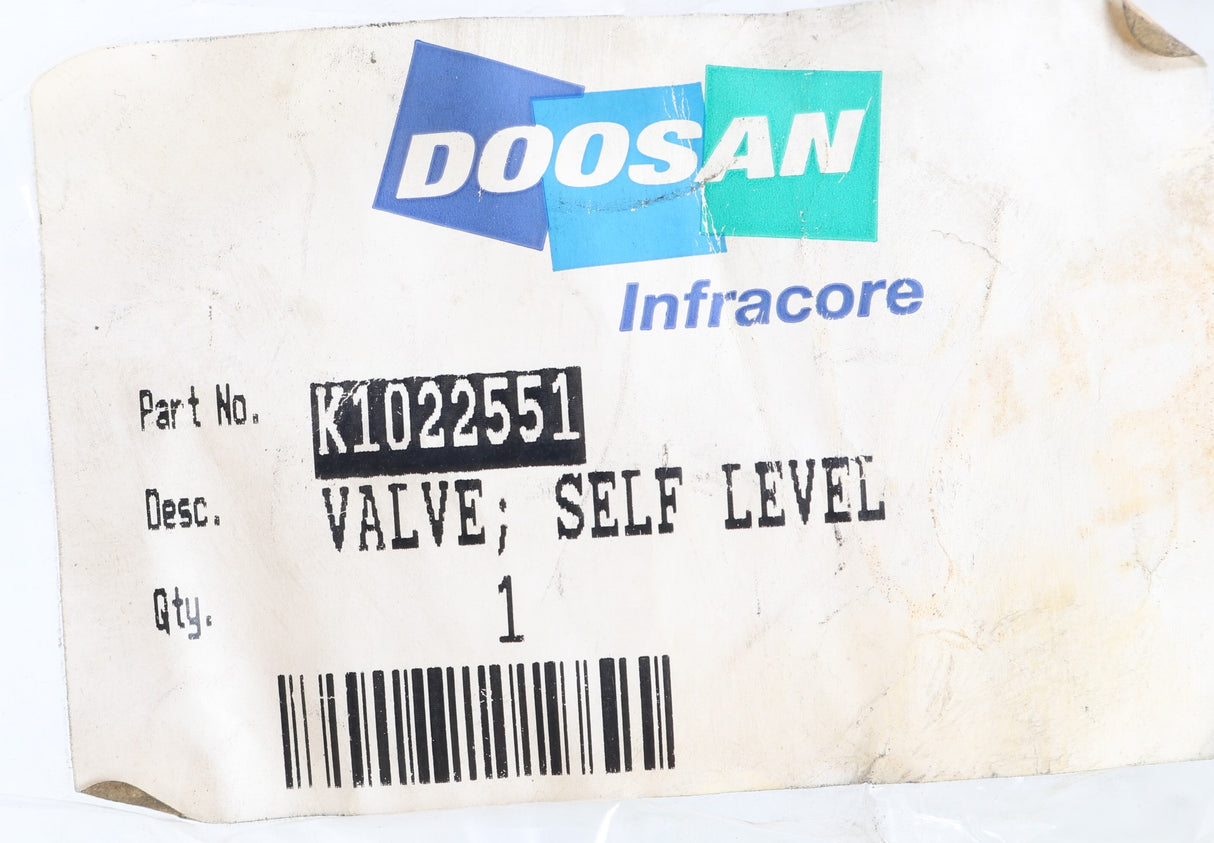 DOOSAN
Infracore
Part No. K1022551
Desc. VALVE; SELF LEVEL
Qty. 1